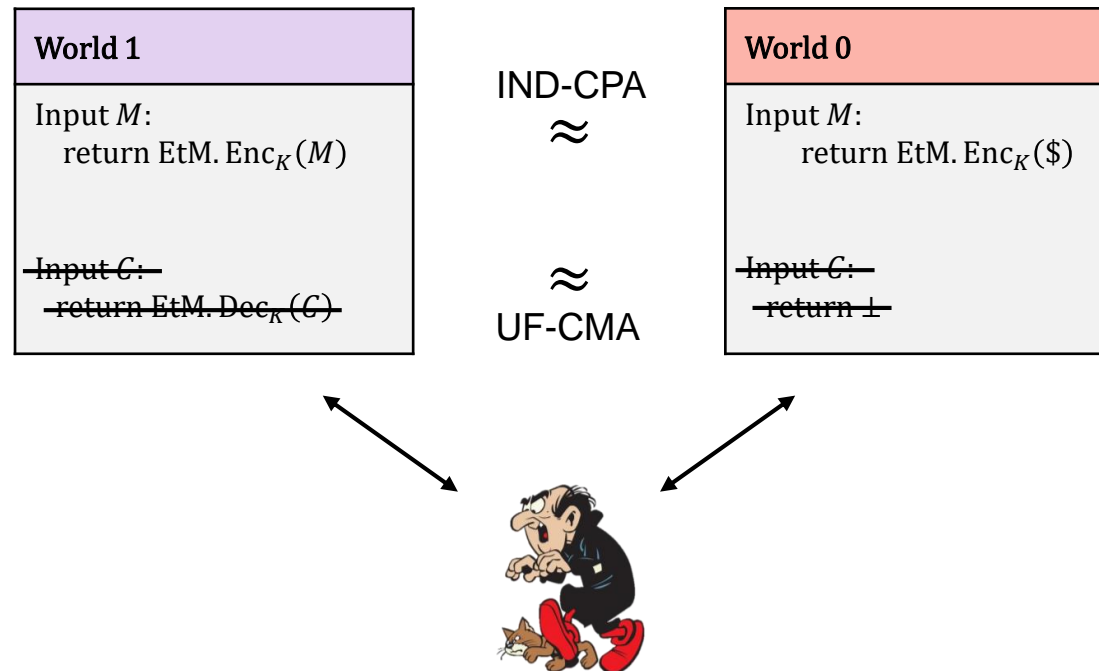 World 1
Input M:
return EtM. Enc_K(M)
Input C:
return EtM. Dec_K(C)
IND-CPA
≈
≈
UF-CMA
World 0
Input M:
return EtM. Enc_K($)
Input C:
return ⊥